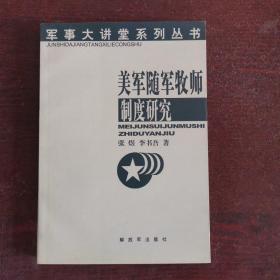 军事大讲堂系列丛书
JUNSHIDAJIANGTANGXILIECONGSHU
美军随军牧师
制度研究
MEIJUNSUIJUNMUSHI
ZHIDUYANJIU
张煜 李书吾 著
解放军出版社